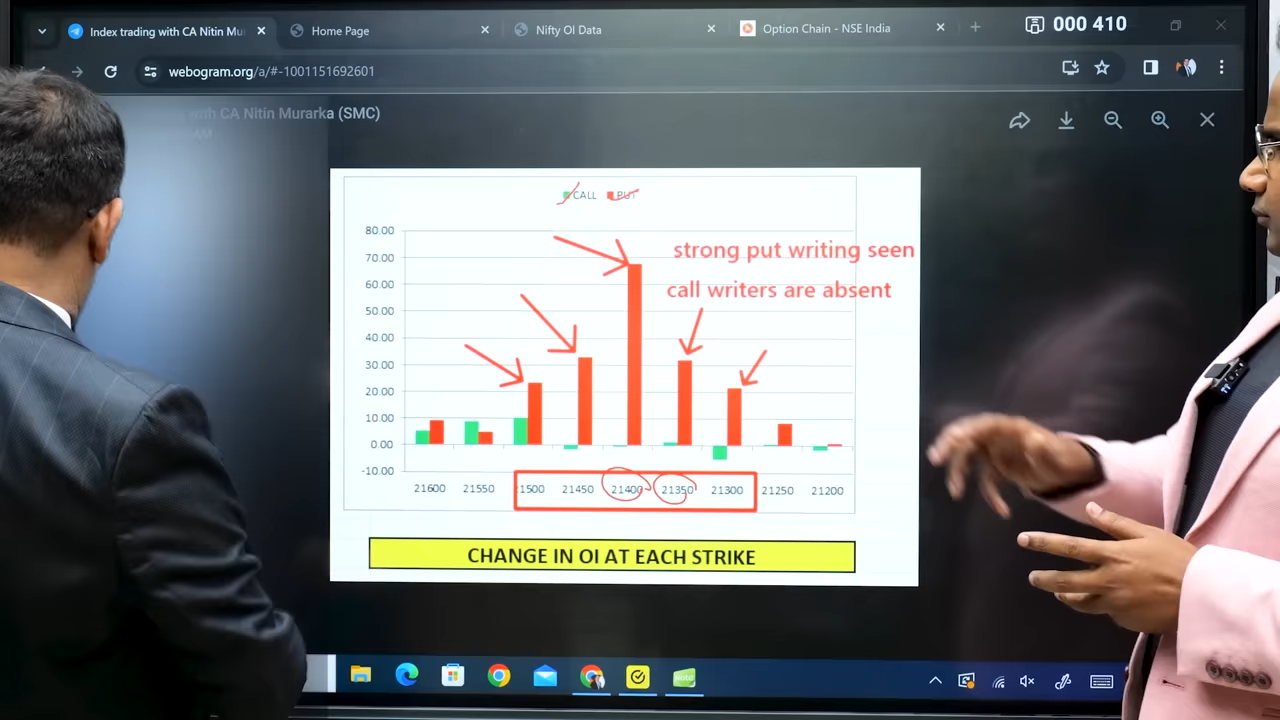 Index trading with CA Nitin Mu
Home Page
Nifty OI Data
Option Chain - NSE India
000 410
webogram.org/a/#-1001151692601
with CA Nitin Murarka (SMC)
AM
CALL PUT
strong put writing seen
call writers are absent
80.00
70.00
60.00
50.00
40.00
30.00
20.00
10.00
0.00
-10.00
21600 21550 1500 21450 21400 21350 21300 21250 21200
CHANGE IN OI AT EACH STRIKE